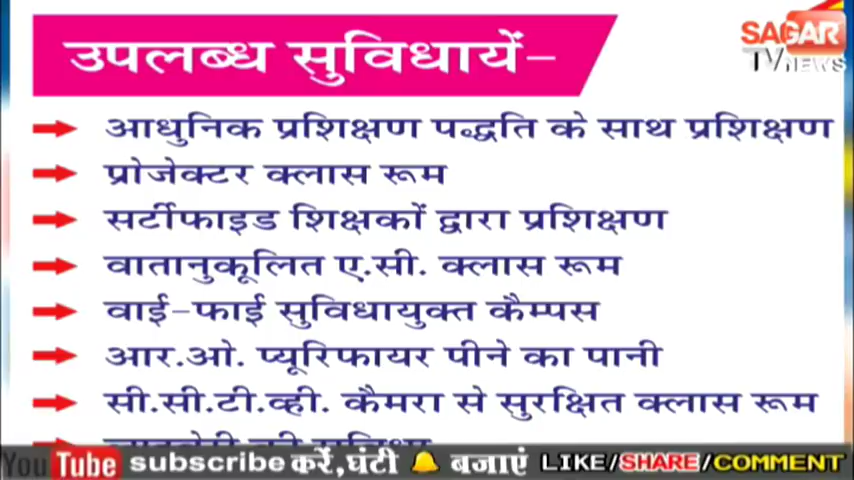 उपलब्ध सुविधायें–
SAGAR
TV NEWS
आधुनिक प्रशिक्षण पद्धति के साथ प्रशिक्षण
प्रोजेक्टर क्लास रूम
सर्टीफाइड शिक्षकों द्वारा प्रशिक्षण
वातानुकूलित ए.सी. क्लास रूम
वाई-फाई सुविधायुक्त कैम्पस
आर.ओ. प्यूरिफायर पीने का पानी
सी.सी.टी.व्ही. कैमरा से सुरक्षित क्लास रूम
YouTube subscribe करें,घंटी 🔔 बजाएं LIKE/SHARE/COMMENT